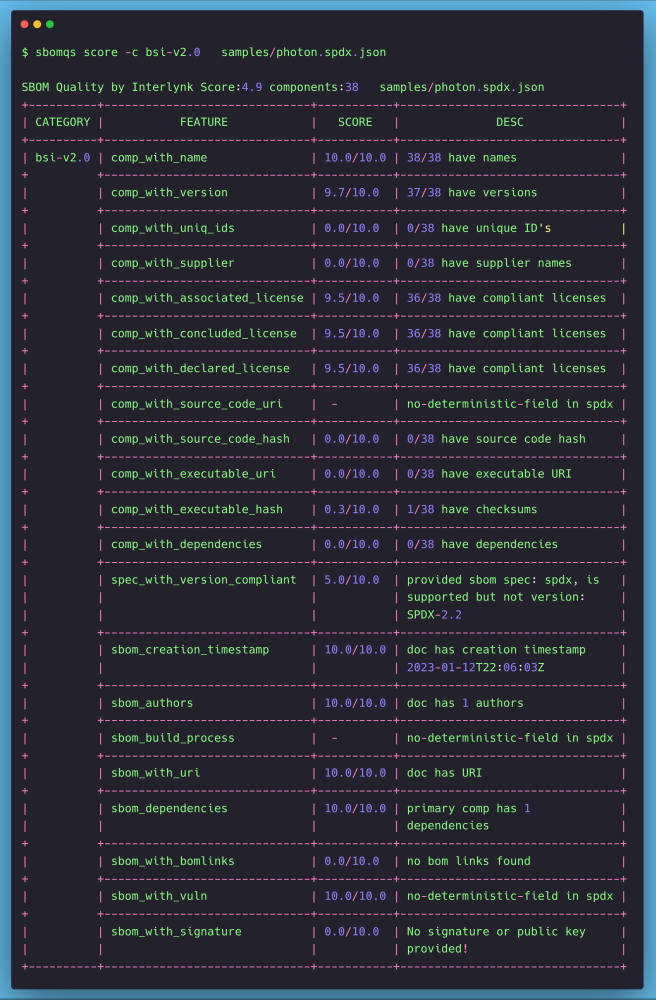 $ sbomqs score -c bsi-v2.0   samples/photon.spdx.json

SBOM Quality by Interlynk Score:4.9 components:38   samples/photon.spdx.json
+----------+-------------------------------+-----------+---------------------------------+
| CATEGORY |           FEATURE             |   SCORE   |              DESC               |
+----------+-------------------------------+-----------+---------------------------------+
| bsi-v2.0 | comp_with_name                | 10.0/10.0 | 38/38 have names                |
+          +-------------------------------+-----------+---------------------------------+
|          | comp_with_version             | 9.7/10.0  | 37/38 have versions             |
+          +-------------------------------+-----------+---------------------------------+
|          | comp_with_uniq_ids            | 0.0/10.0  | 0/38 have unique ID's           |
+          +-------------------------------+-----------+---------------------------------+
|          | comp_with_supplier            | 0.0/10.0  | 0/38 have supplier names        |
+          +-------------------------------+-----------+---------------------------------+
|          | comp_with_associated_license  | 9.5/10.0  | 36/38 have compliant licenses   |
+          +-------------------------------+-----------+---------------------------------+
|          | comp_with_concluded_license   | 9.5/10.0  | 36/38 have compliant licenses   |
+          +-------------------------------+-----------+---------------------------------+
|          | comp_with_declared_license    | 9.5/10.0  | 36/38 have compliant licenses   |
+          +-------------------------------+-----------+---------------------------------+
|          | comp_with_source_code_uri     |  -        | no-deterministic-field in spdx  |
+          +-------------------------------+-----------+---------------------------------+
|          | comp_with_source_code_hash    | 0.0/10.0  | 0/38 have source code hash      |
+          +-------------------------------+-----------+---------------------------------+
|          | comp_with_executable_uri      | 0.0/10.0  | 0/38 have executable URI        |
+          +-------------------------------+-----------+---------------------------------+
|          | comp_with_executable_hash     | 0.3/10.0  | 1/38 have checksums             |
+          +-------------------------------+-----------+---------------------------------+
|          | comp_with_dependencies        | 0.0/10.0  | 0/38 have dependencies          |
+          +-------------------------------+-----------+---------------------------------+
|          | spec_with_version_compliant   | 5.0/10.0  | provided sbom spec: spdx, is    |
|          |                               |           | supported but not version:      |
|          |                               |           | SPDX-2.2                        |
+          +-------------------------------+-----------+---------------------------------+
|          | sbom_creation_timestamp       | 10.0/10.0 | doc has creation timestamp      |
|          |                               |           | 2023-01-12T22:06:03Z            |
+          +-------------------------------+-----------+---------------------------------+
|          | sbom_authors                  | 10.0/10.0 | doc has 1 authors               |
+          +-------------------------------+-----------+---------------------------------+
|          | sbom_build_process            |  -        | no-deterministic-field in spdx  |
+          +-------------------------------+-----------+---------------------------------+
|          | sbom_with_uri                 | 10.0/10.0 | doc has URI                     |
+          +-------------------------------+-----------+---------------------------------+
|          | sbom_dependencies             | 10.0/10.0 | primary comp has 1              |
|          |                               |           | dependencies                    |
+          +-------------------------------+-----------+---------------------------------+
|          | sbom_with_bomlinks            | 0.0/10.0  | no bom links found              |
+          +-------------------------------+-----------+---------------------------------+
|          | sbom_with_vuln                | 10.0/10.0 | no-deterministic-field in spdx  |
+          +-------------------------------+-----------+---------------------------------+
|          | sbom_with_signature           | 0.0/10.0  | No signature or public key      |
|          |                               |           | provided!                       |
+----------+-------------------------------+-----------+---------------------------------+